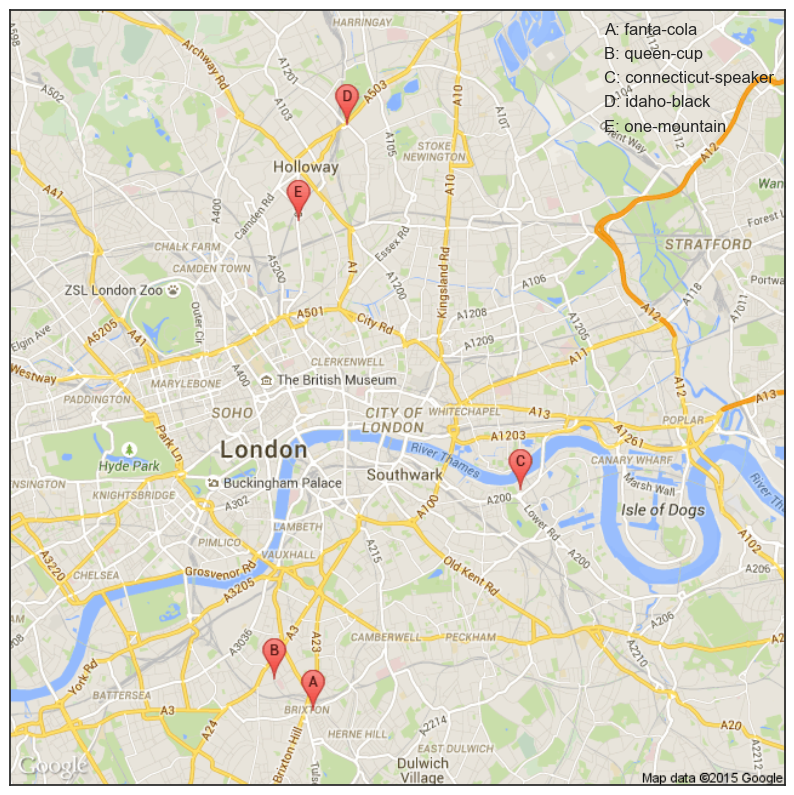 A: fanta-cola
B: queen-cup
C: connecticut-speaker
D: idaho-black
E: one-mountain
HARRINGAY
A598
Archway Rd
A1201
A112
A503
A10
A104
D
A502
A103
A105
A107
STOKE
NEWINGTON
A12
Holloway
A41
E
A10
Camden Rd
A400
Essex Rd
Forest L
CHALK FARM
STRATFORD
CAMDEN TOWN
A5200
A1
Kingsland Rd
A106
ZSL London Zoo
A1200
A118
A1011
Outer Cir
A501
A1208
A1205
A12
Elgin Ave
A5205
A41
City Rd
A1209
CLERKENWELL
A11
A400
Westway
MARYLEBONE
The British Museum
A12
PADDINGTON
SOHO
CITY OF
LONDON
WHITECHAPEL
A13
A13
Park Ln
A1203
A1261
POPLAR
London
River Thames
Hyde Park
C
CANARY WHARF
Southwark
ENSINGTON
Buckingham Palace
Marsh Wall
KNIGHTSBRIDGE
A302
A100
A200
Lower Rd
Isle of Dogs
LAMBETH
A215
A102
PIMLICO
VAUXHALL
Old Kent Rd
A200
A3220
CHELSEA
Grosvenor Rd
A206
A3205
A206
A3036
A3
A23
CAMBERWELL
PECKHAM
A2210
B
York Rd
BATTERSEA
A
A3
BRIXTON
A24
A2214
A20
Brixton Hill
HERNE HILL
EAST DULWICH
A2212
Dulwich
Village
Google
Map data ©2015 Google